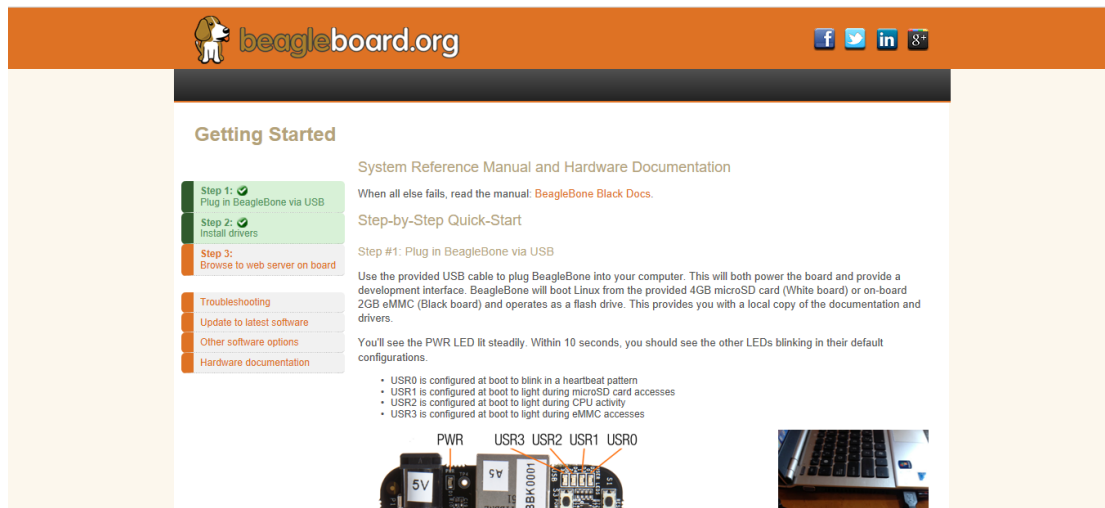 beagleboard.org
Getting Started
Step 1:
Plug in BeagleBone via USB
Step 2:
Install drivers
Step 3:
Browse to web server on board
Troubleshooting
Update to latest software
Other software options
Hardware documentation
System Reference Manual and Hardware Documentation
When all else fails, read the manual: BeagleBone Black Docs.
Step-by-Step Quick-Start
Step #1: Plug in BeagleBone via USB
Use the provided USB cable to plug BeagleBone into your computer. This will both power the board and provide a
development interface. BeagleBone will boot Linux from the provided 4GB microSD card (White board) or on-board
2GB eMMC (Black board) and operates as a flash drive. This provides you with a local copy of the documentation and
drivers.
You'll see the PWR LED lit steadily. Within 10 seconds, you should see the other LEDs blinking in their default
configurations.
• USR0 is configured at boot to blink in a heartbeat pattern
• USR1 is configured at boot to light during microSD card accesses
• USR2 is configured at boot to light during CPU activity
• USR3 is configured at boot to light during eMMC accesses
PWR USR3 USR2 USR1 USR0
5V
A5
BBK0001
S3
S1